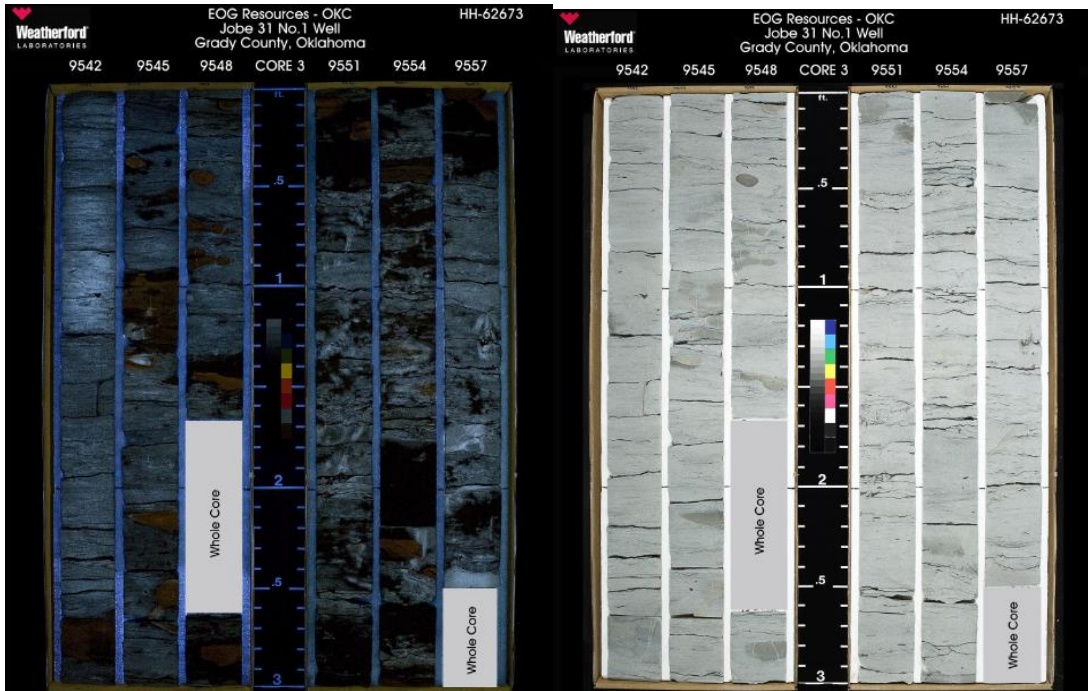 EOG Resources - OKC
HH-62673
Jobe 31 No.1 Well
Weatherford®
LABORATORIES
Grady County, Oklahoma
9542 9545 9548 CORE 3 9551 9554 9557
ft.
.5
1
2
.5
3
Whole Core
Whole Core
EOG Resources - OKC
HH-62673
Jobe 31 No.1 Well
Weatherford®
LABORATORIES
Grady County, Oklahoma
9542 9545 9548 CORE 3 9551 9554 9557
ft.
.5
1
2
.5
3
Whole Core
Whole Core